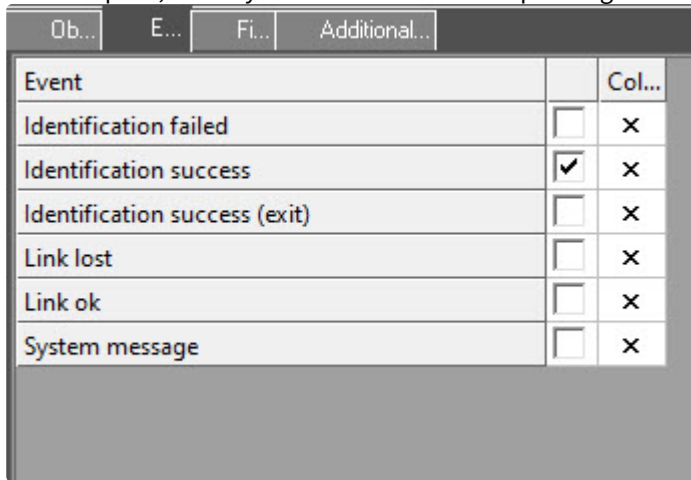 Ob... E... Fi... Additional...
Event Col...
Identification failed
Identification success
Identification success (exit)
Link lost
Link ok
System message